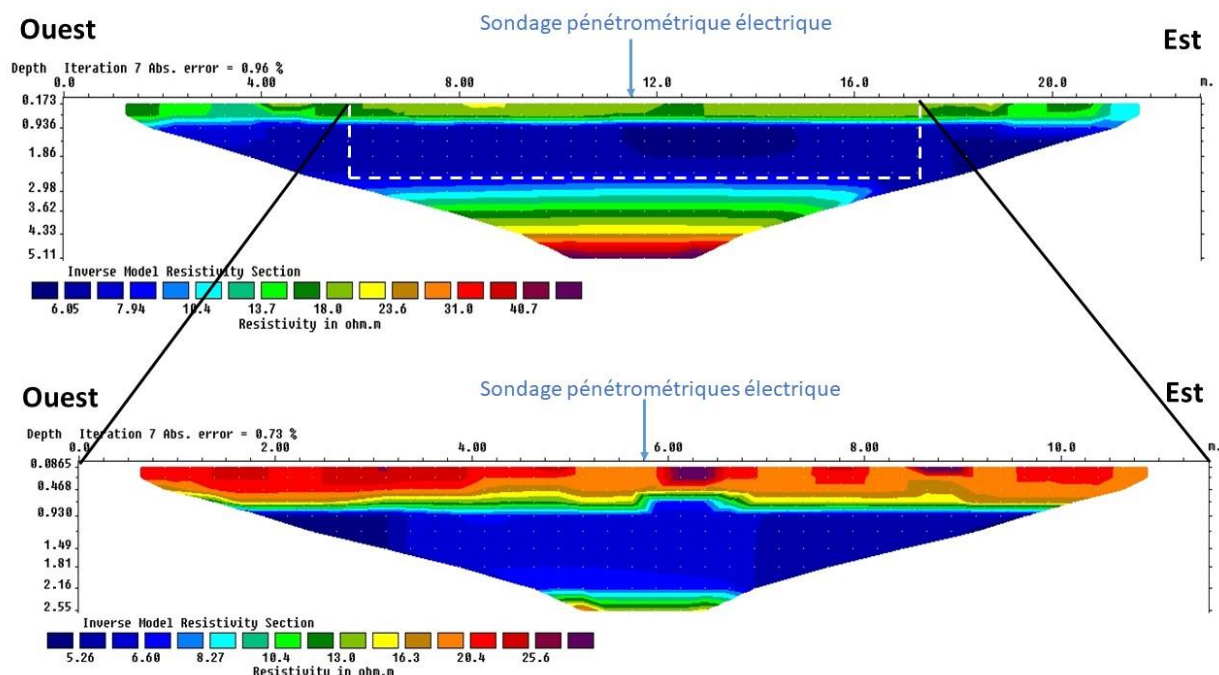 Sondage pénétrométrique électrique
Ouest
Est
Depth Iteration 7 Abs. error = 0.96 %
0.0 4.00 8.00 12.0 16.0 20.0 m.
0.173
0.936
1.86
2.98
3.62
4.33
5.11
Inverse Model Resistivity Section
6.05 7.94 10.4 13.7 18.0 23.6 31.0 40.7
Resistivity in ohm.m
Sondage pénétrométriques électrique
Ouest
Est
Depth Iteration 7 Abs. error = 0.73 %
0.0 2.00 4.00 6.00 8.00 10.0 m.
0.0865
0.468
0.930
1.49
1.81
2.16
2.55
Inverse Model Resistivity Section
5.26 6.60 8.27 10.4 13.0 16.3 20.4 25.6
Resistivity in ohm.m